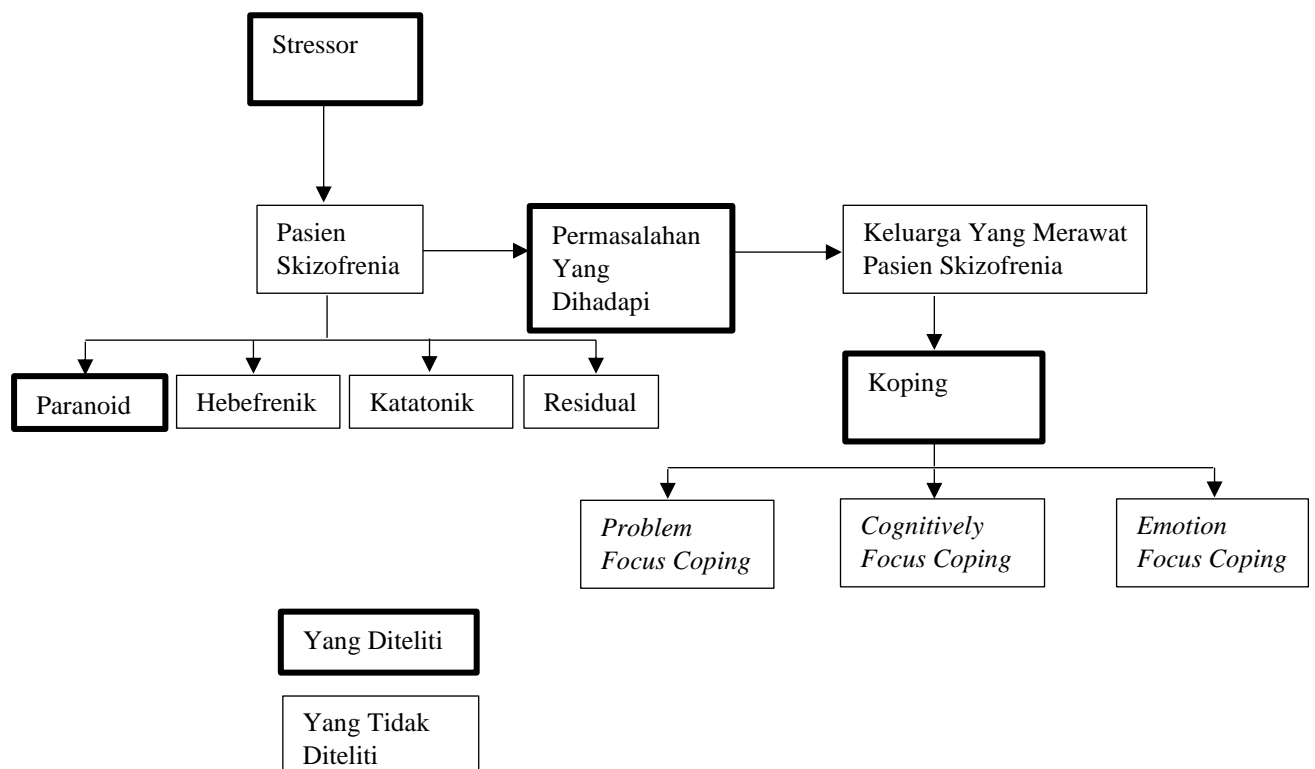 Stressor
Pasien
Skizofrenia
Permasalahan
Yang
Dihadapi
Keluarga Yang Merawat
Pasien Skizofrenia
Paranoid
Hebefrenik
Katatonik
Residual
Koping
Problem
Focus Coping
Cognitively
Focus Coping
Emotion
Focus Coping
Yang Diteliti
Yang Tidak
Diteliti